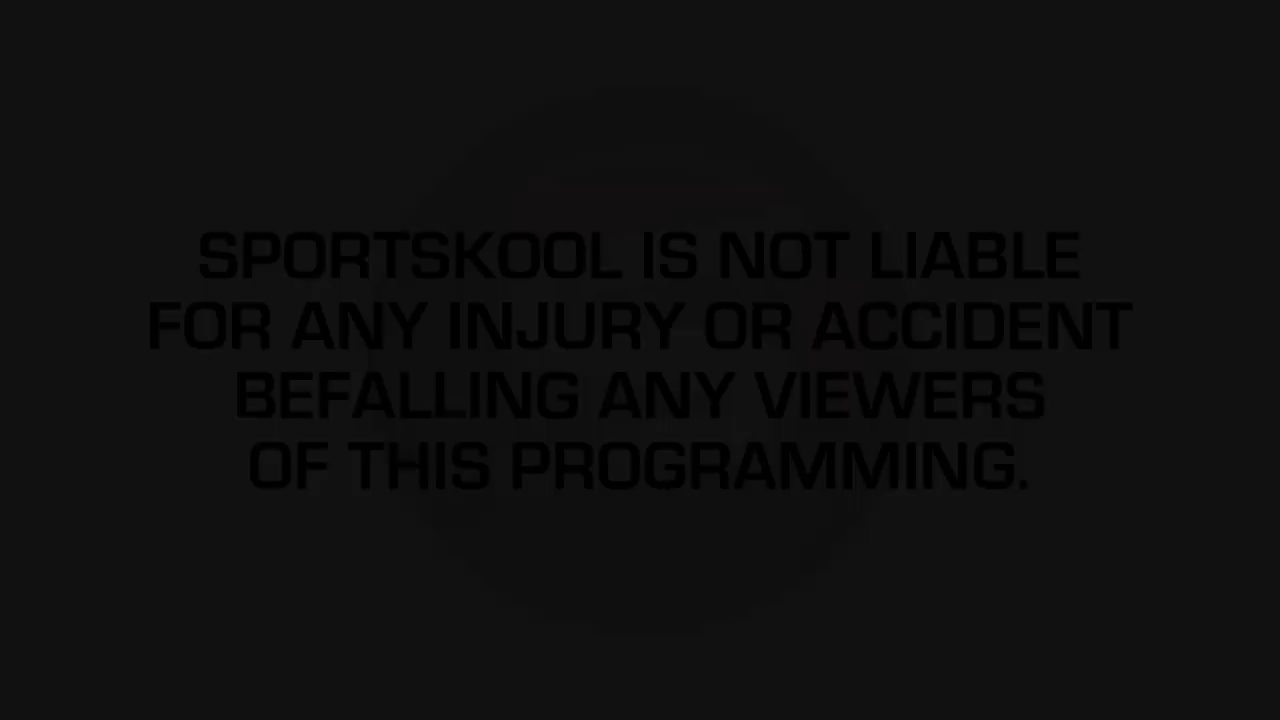 SPORTSKOOL IS NOT LIABLE
FOR ANY INJURY OR ACCIDENT
BEFALLING ANY VIEWERS
OF THIS PROGRAMMING.